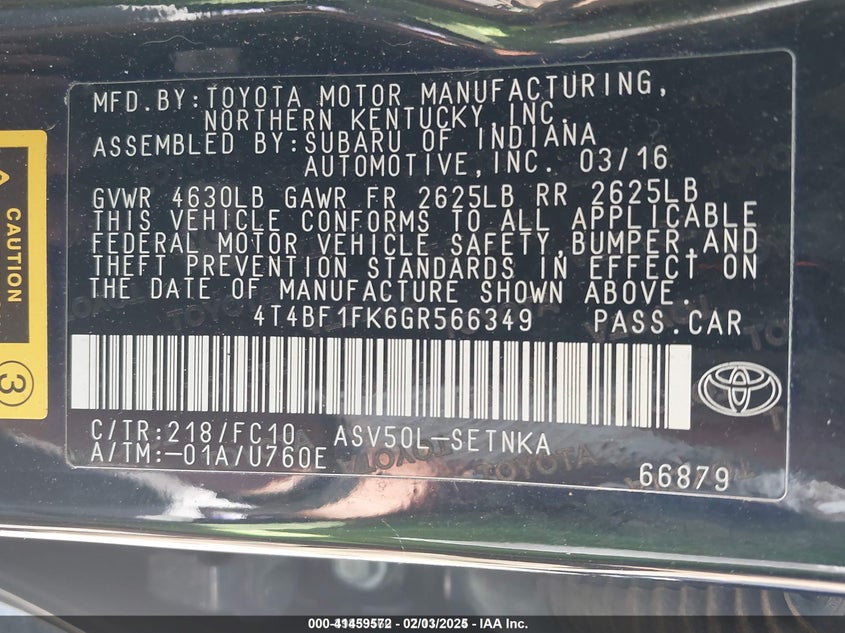 MFD.BY:TOYOTA MOTOR MANUFACTURING,
NORTHERN KENTUCKY,INC.
ASSEMBLED BY:SUBARU OF INDIANA
AUTOMOTIVE,INC. 03/16
GVWR 4630LB GAWR FR 2625LB RR 2625LB
THIS VEHICLE CONFORMS TO ALL APPLICABLE
FEDERAL MOTOR VEHICLE SAFETY,BUMPER,AND
THEFT PREVENTION STANDARDS IN EFFECT ON
THE DATE OF MANUFACTURE SHOWN ABOVE.
4T4BF1FK6GR566349 PASS.CAR
C/TR:218/FC10 ASV50L-SETNKA
A/TM:-01A/U760E
66879
CAUTION
3
- 02/03/2025 - IAA Inc.